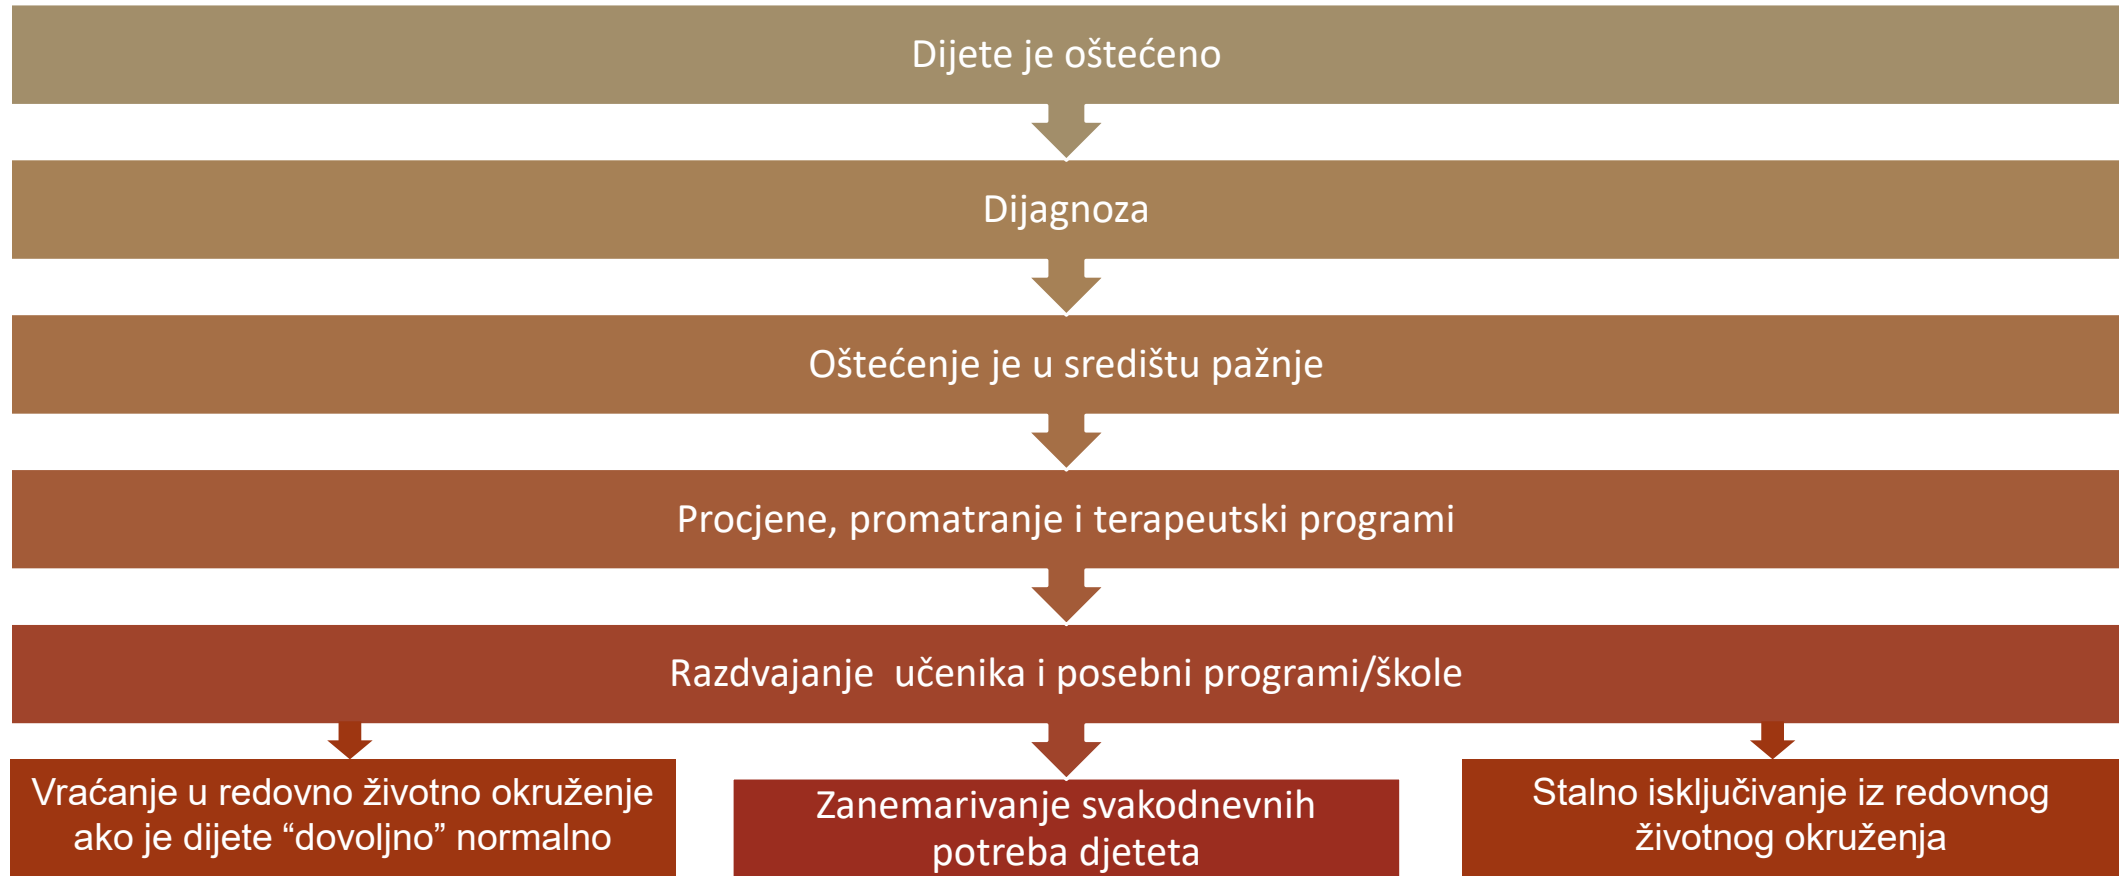 Dijete je oštećeno
Dijagnoza
Oštećenje je u središtu pažnje
Procjene, promatranje i terapeutski programi
Razdvajanje  učenika i posebni programi/škole
Vraćanje u redovno životno okruženje
ako je dijete “dovoljno” normalno
Zanemarivanje svakodnevnih
potreba djeteta
Stalno isključivanje iz redovnog
životnog okruženja